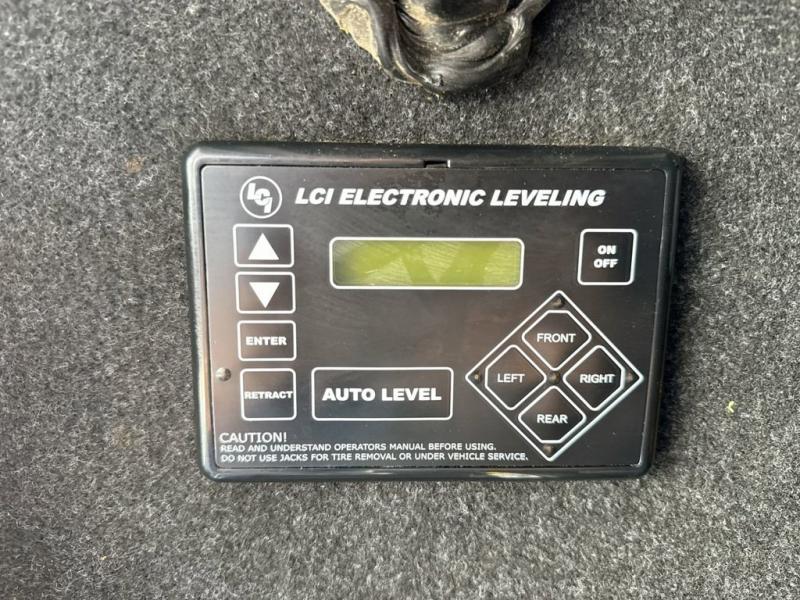 LCI LCI ELECTRONIC LEVELING
ON
OFF
ENTER
RETRACT
AUTO LEVEL
FRONT
LEFT
RIGHT
REAR
CAUTION!
READ AND UNDERSTAND OPERATORS MANUAL BEFORE USING.
DO NOT USE JACKS FOR TIRE REMOVAL OR UNDER VEHICLE SERVICE.